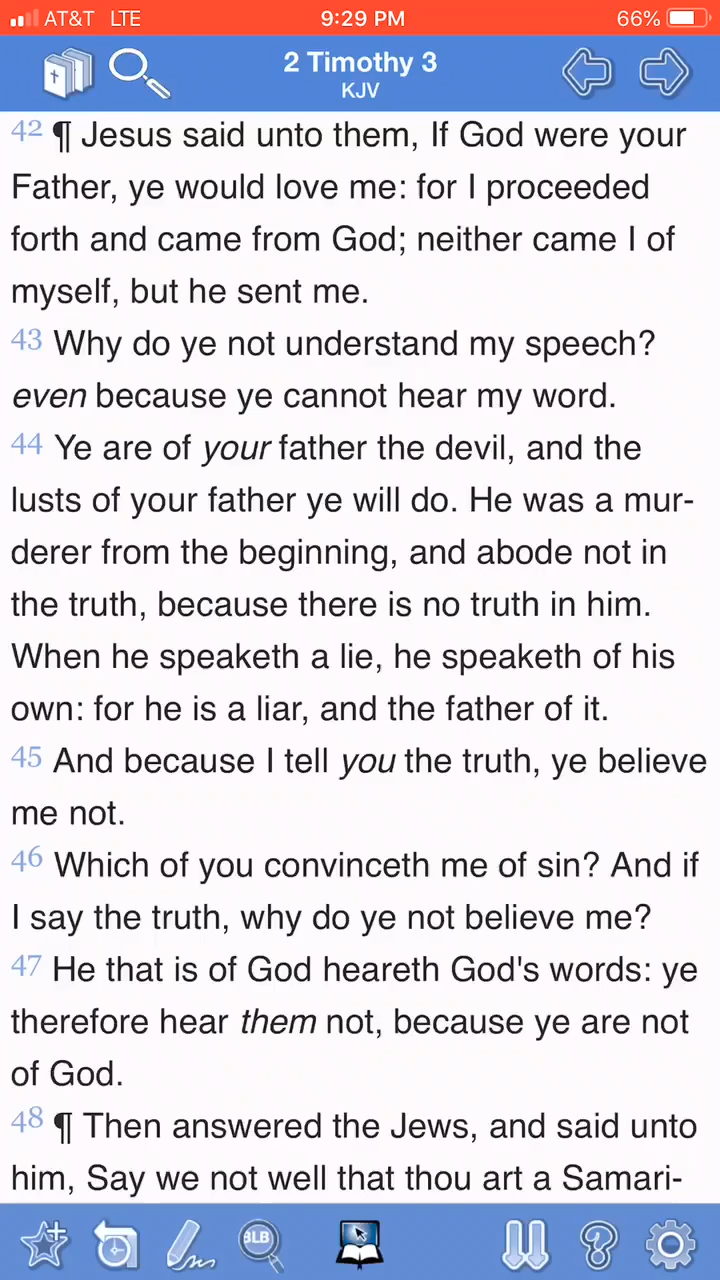 AT&T LTE 9:29 PM 66%
2 Timothy 3
KJV
42 ¶ Jesus said unto them, If God were your
Father, ye would love me: for I proceeded
forth and came from God; neither came I of
myself, but he sent me.
43 Why do ye not understand my speech?
even because ye cannot hear my word.
44 Ye are of your father the devil, and the
lusts of your father ye will do. He was a mur-
derer from the beginning, and abode not in
the truth, because there is no truth in him.
When he speaketh a lie, he speaketh of his
own: for he is a liar, and the father of it.
45 And because I tell you the truth, ye believe
me not.
46 Which of you convinceth me of sin? And if
I say the truth, why do ye not believe me?
47 He that is of God heareth God's words: ye
therefore hear them not, because ye are not
of God.
48 ¶ Then answered the Jews, and said unto
him, Say we not well that thou art a Samari-
BLB